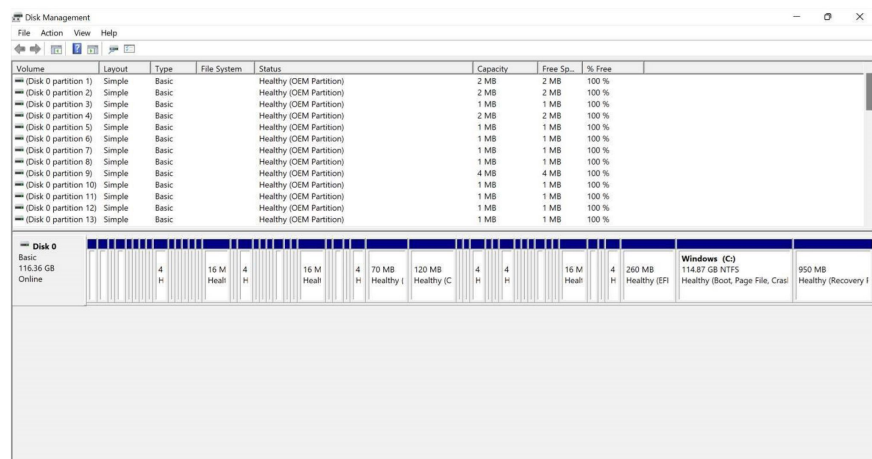 Disk Management
File Action View Help
Volume Layout Type File System Status Capacity Free Sp... % Free
(Disk 0 partition 1) Simple Basic Healthy (OEM Partition) 2 MB 2 MB 100 %
(Disk 0 partition 2) Simple Basic Healthy (OEM Partition) 2 MB 2 MB 100 %
(Disk 0 partition 3) Simple Basic Healthy (OEM Partition) 1 MB 1 MB 100 %
(Disk 0 partition 4) Simple Basic Healthy (OEM Partition) 2 MB 2 MB 100 %
(Disk 0 partition 5) Simple Basic Healthy (OEM Partition) 1 MB 1 MB 100 %
(Disk 0 partition 6) Simple Basic Healthy (OEM Partition) 1 MB 1 MB 100 %
(Disk 0 partition 7) Simple Basic Healthy (OEM Partition) 1 MB 1 MB 100 %
(Disk 0 partition 8) Simple Basic Healthy (OEM Partition) 1 MB 1 MB 100 %
(Disk 0 partition 9) Simple Basic Healthy (OEM Partition) 4 MB 4 MB 100 %
(Disk 0 partition 10) Simple Basic Healthy (OEM Partition) 1 MB 1 MB 100 %
(Disk 0 partition 11) Simple Basic Healthy (OEM Partition) 1 MB 1 MB 100 %
(Disk 0 partition 12) Simple Basic Healthy (OEM Partition) 1 MB 1 MB 100 %
(Disk 0 partition 13) Simple Basic Healthy (OEM Partition) 1 MB 1 MB 100 %
Disk 0
Basic
116.36 GB
Online
4 16 M 4 16 M 4 70 MB 120 MB 4 4 16 M 4 260 MB
H Healt H Healt H Healthy ( Healthy (C H H Healt H Healthy (EFI
Windows (C:)
114.87 GB NTFS
Healthy (Boot, Page File, Crasl
950 MB
Healthy (Recovery F